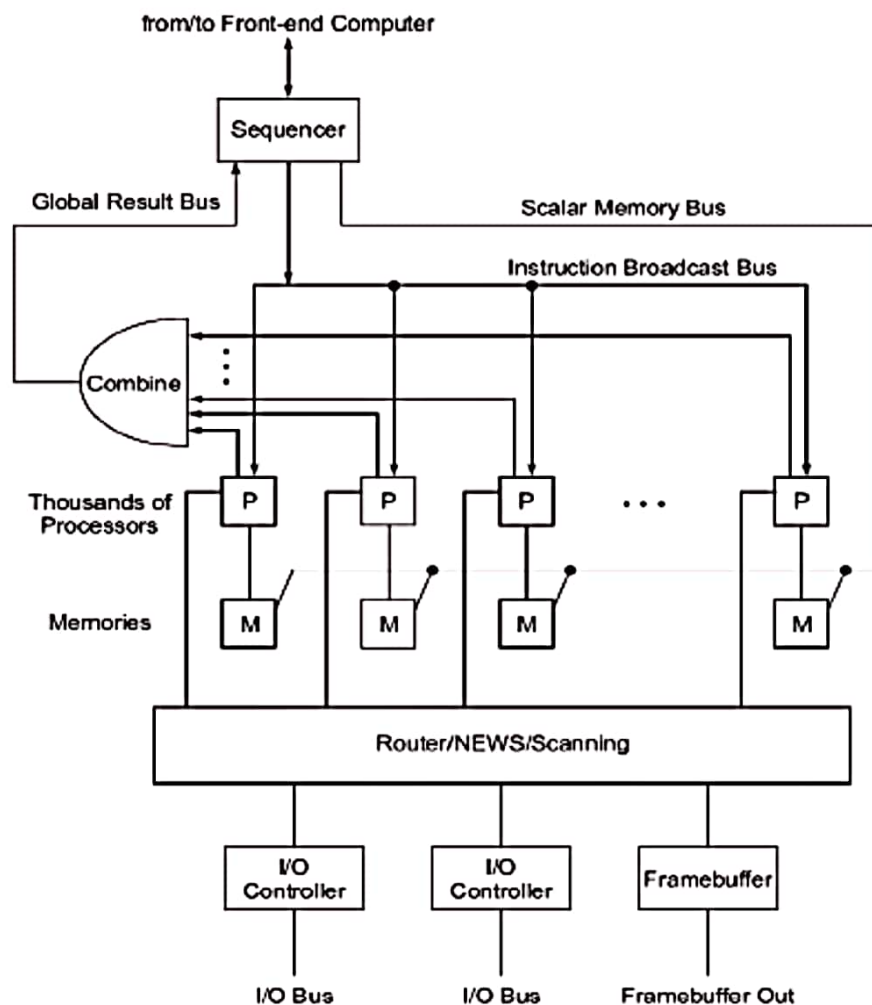 from/to Front-end Computer
Sequencer
Global Result Bus
Scalar Memory Bus
Instruction Broadcast Bus
Combine
Thousands of
Processors
P
P
P
P
Memories
M
M
M
M
Router/NEWS/Scanning
I/O
Controller
I/O
Controller
Framebuffer
I/O Bus
I/O Bus
Framebuffer Out